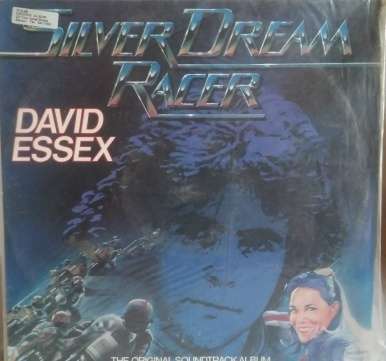 SILVER DREAM
RACER
DAVID
ESSEX
THE ORIGINAL SOUNDTRACK ALBUM